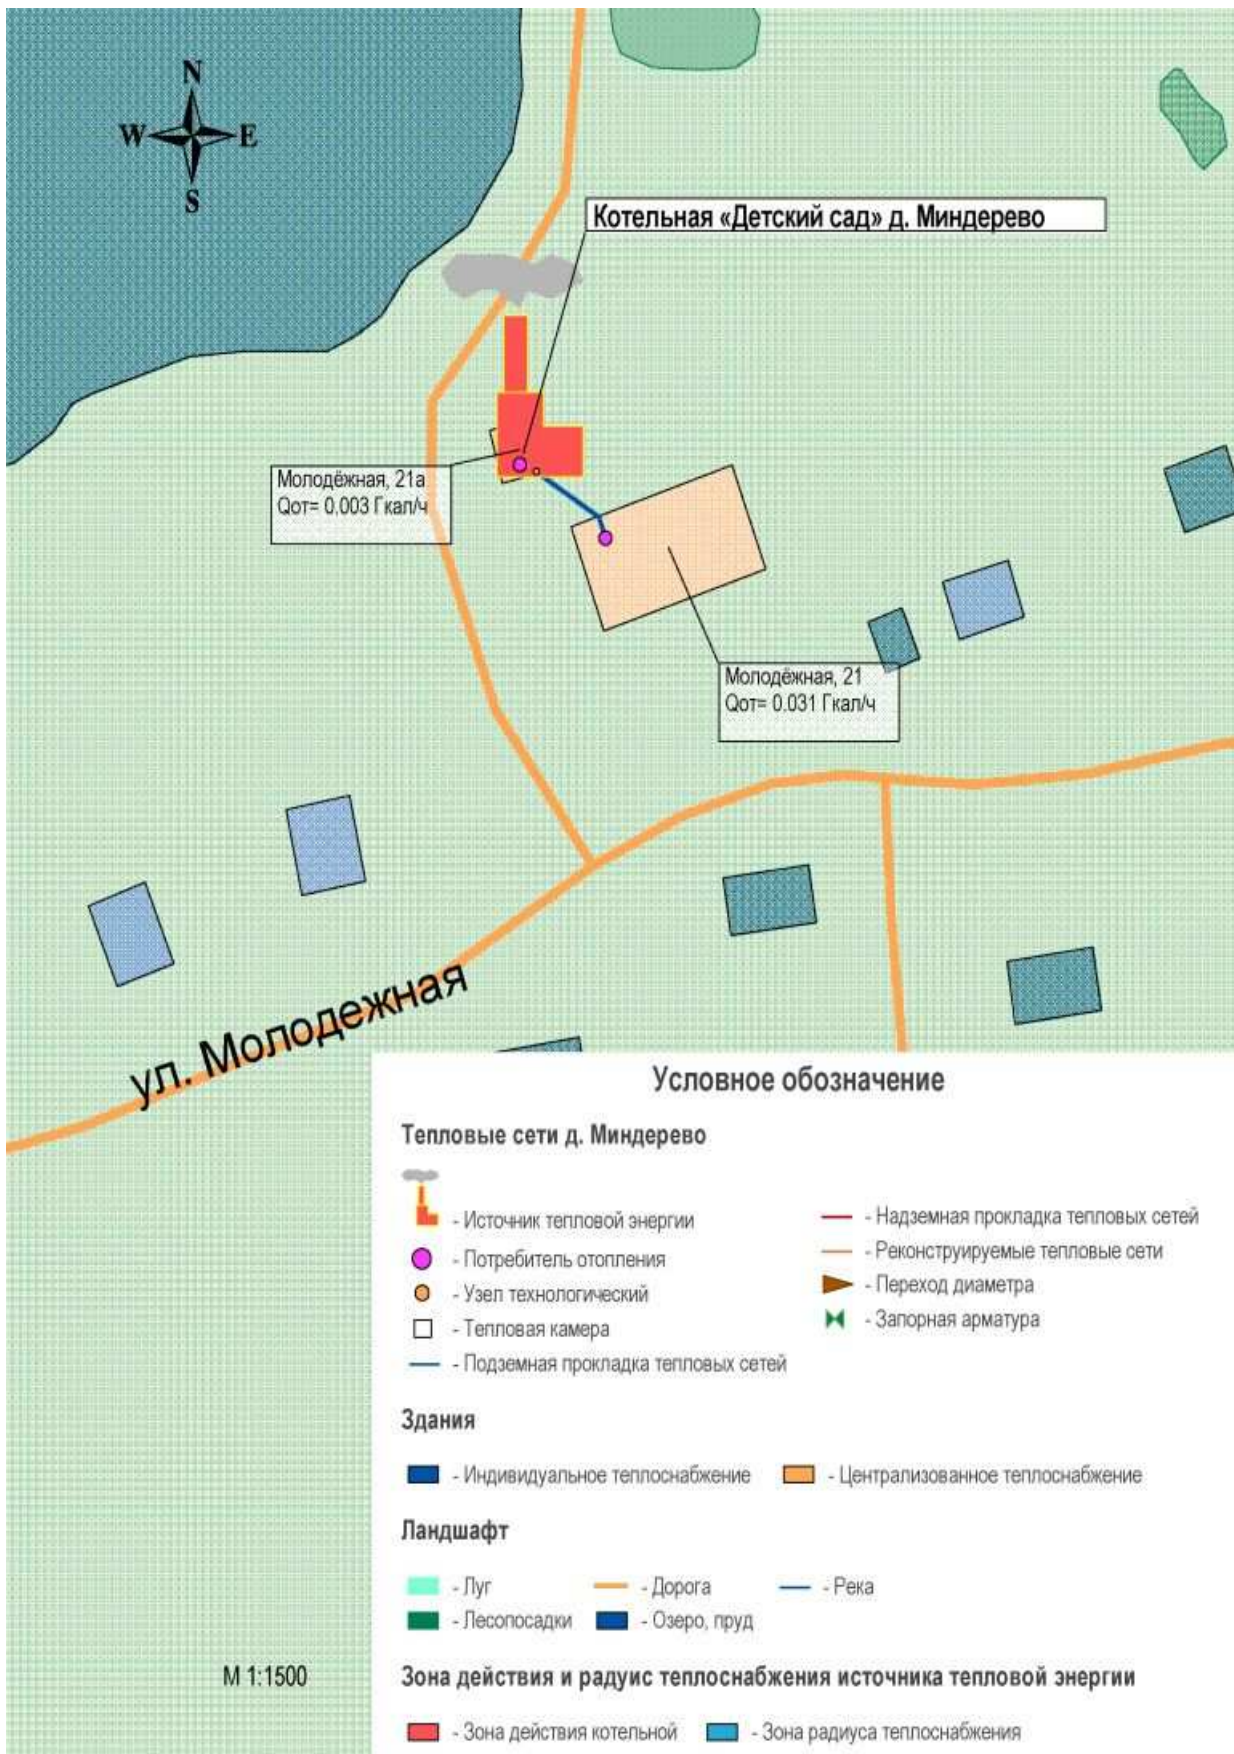 N
W E
S
Котельная «Детский сад» д. Миндерево
Молодёжная, 21а
Qот= 0.003 Гкал/ч
Молодёжная, 21
Qот= 0.031 Гкал/ч
ул. Молодежная
Условное обозначение
Тепловые сети д. Миндерево
- Источник тепловой энергии
- Надземная прокладка тепловых сетей
- Потребитель отопления
- Реконструируемые тепловые сети
- Узел технологический
- Переход диаметра
- Тепловая камера
- Запорная арматура
- Подземная прокладка тепловых сетей
Здания
- Индивидуальное теплоснабжение
- Централизованное теплоснабжение
Ландшафт
- Луг
- Дорога
- Река
- Лесопосадки
- Озеро, пруд
М 1:1500
Зона действия и радуис теплоснабжения источника тепловой энергии
- Зона действия котельной
- Зона радиуса теплоснабжения